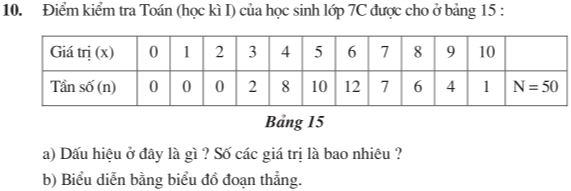 10. Điểm kiểm tra Toán (học kì I) của học sinh lớp 7C được cho ở bảng 15 :
Giá trị (x) 0 1 2 3 4 5 6 7 8 9 10
Tần số (n) 0 0 0 2 8 10 12 7 6 4 1 N = 50
Bảng 15
a) Dấu hiệu ở đây là gì ? Số các giá trị là bao nhiêu ?
b) Biểu diễn bằng biểu đồ đoạn thẳng.